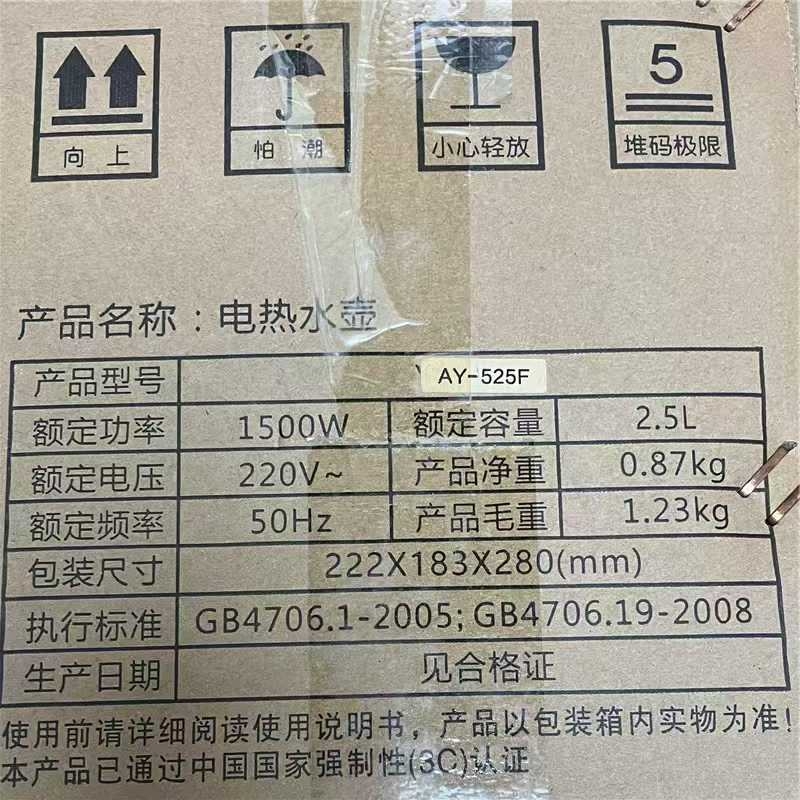 向上 怕潮 小心轻放 5 堆码极限
产品名称：电热水壶
产品型号 AY-525F
额定功率 1500W 额定容量 2.5L
额定电压 220V~ 产品净重 0.87kg
额定频率 50Hz 产品毛重 1.23kg
包装尺寸 222X183X280(mm)
执行标准 GB4706.1-2005; GB4706.19-2008
生产日期 见合格证
使用前请详细阅读使用说明书，产品以包装箱内实物为准！
本产品已通过中国国家强制性(3C)认证